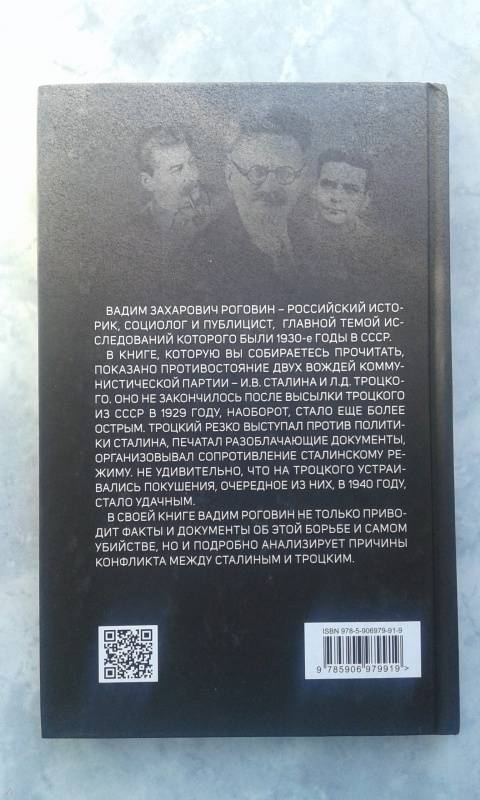 ВАДИМ ЗАХАРОВИЧ РОГОВИН – РОССИЙСКИЙ ИСТО-
РИК, СОЦИОЛОГ И ПУБЛИЦИСТ, ГЛАВНОЙ ТЕМОЙ ИС-
СЛЕДОВАНИЙ КОТОРОГО БЫЛИ 1930-е ГОДЫ В СССР.
В КНИГЕ, КОТОРУЮ ВЫ СОБИРАЕТЕСЬ ПРОЧИТАТЬ,
ПОКАЗАНО ПРОТИВОСТОЯНИЕ ДВУХ ВОЖДЕЙ КОММУ-
НИСТИЧЕСКОЙ ПАРТИИ – И.В. СТАЛИНА И Л.Д. ТРОЦКО-
ГО. ОНО НЕ ЗАКОНЧИЛОСЬ ПОСЛЕ ВЫСЫЛКИ ТРОЦКОГО
ИЗ СССР В 1929 ГОДУ, НАОБОРОТ, СТАЛО ЕЩЕ БОЛЕЕ
ОСТРЫМ. ТРОЦКИЙ РЕЗКО ВЫСТУПАЛ ПРОТИВ ПОЛИТИ-
КИ СТАЛИНА, ПЕЧАТАЛ РАЗОБЛАЧАЮЩИЕ ДОКУМЕНТЫ,
ОРГАНИЗОВЫВАЛ СОПРОТИВЛЕНИЕ СТАЛИНСКОМУ РЕ-
ЖИМУ. НЕ УДИВИТЕЛЬНО, ЧТО НА ТРОЦКОГО УСТРАИ-
ВАЛИСЬ ПОКУШЕНИЯ, ОЧЕРЕДНОЕ ИЗ НИХ, В 1940 ГОДУ,
СТАЛО УДАЧНЫМ.
В СВОЕЙ КНИГЕ ВАДИМ РОГОВИН НЕ ТОЛЬКО ПРИВО-
ДИТ ФАКТЫ И ДОКУМЕНТЫ ОБ ЭТОЙ БОРЬБЕ И САМОМ
УБИЙСТВЕ, НО И ПОДРОБНО АНАЛИЗИРУЕТ ПРИЧИНЫ
КОНФЛИКТА МЕЖДУ СТАЛИНЫМ И ТРОЦКИМ.
ISBN 978-5-906979-91-9
9 785906 979919>